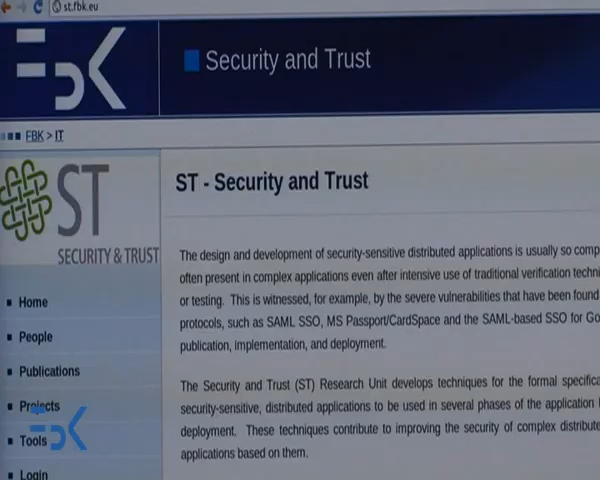 st.fbk.eu
FBK
Security and Trust
FBK > IT
ST
SECURITY & TRUST
ST - Security and Trust
The design and development of security-sensitive distributed applications is usually so comp
often present in complex applications even after intensive use of traditional verification techni
or testing. This is witnessed, for example, by the severe vulnerabilities that have been found
protocols, such as SAML SSO, MS Passport/CardSpace and the SAML-based SSO for Go
publication, implementation, and deployment.
The Security and Trust (ST) Research Unit develops techniques for the formal specifica
security-sensitive, distributed applications to be used in several phases of the application
deployment. These techniques contribute to improving the security of complex distribute
applications based on them.
Home
People
Publications
Projects
Tools
Login
FBK